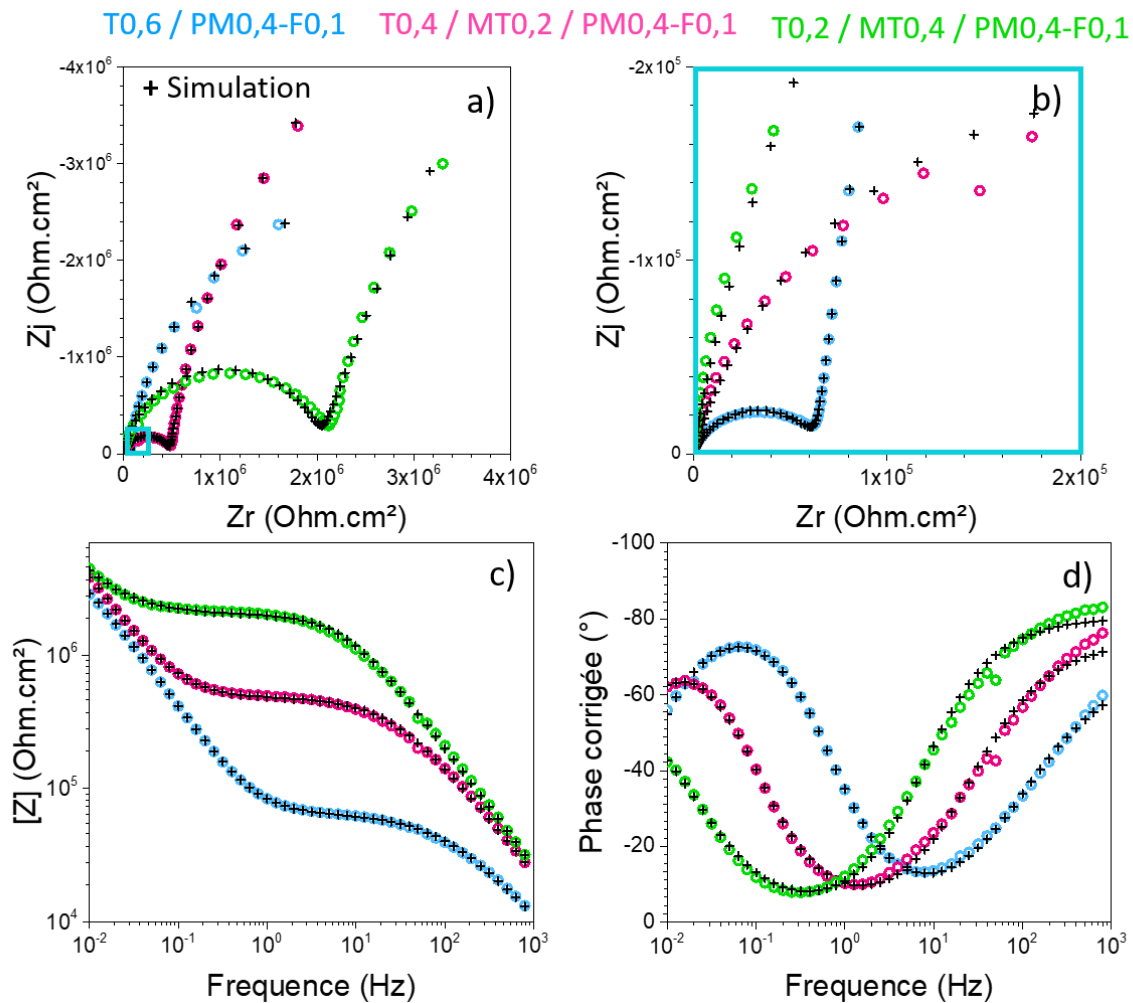 T0,6 / PM0,4-F0,1 T0,4 / MT0,2 / PM0,4-F0,1 T0,2 / MT0,4 / PM0,4-F0,1
-4x10⁶
+ Simulation
a)
-3x10⁶
-2x10⁶
-1x10⁶
0
Zj (Ohm.cm²)
0 1x10⁶ 2x10⁶ 3x10⁶ 4x10⁶
Zr (Ohm.cm²)
-2x10⁵
b)
-1x10⁵
0
Zj (Ohm.cm²)
0 1x10⁵ 2x10⁵
Zr (Ohm.cm²)
c)
10⁶
10⁵
10⁴
[Z] (Ohm.cm²)
10⁻² 10⁻¹ 10⁰ 10¹ 10² 10³
Frequence (Hz)
-100
d)
-80
-60
-40
-20
0
Phase corrigée (°)
10⁻² 10⁻¹ 10⁰ 10¹ 10² 10³
Frequence (Hz)